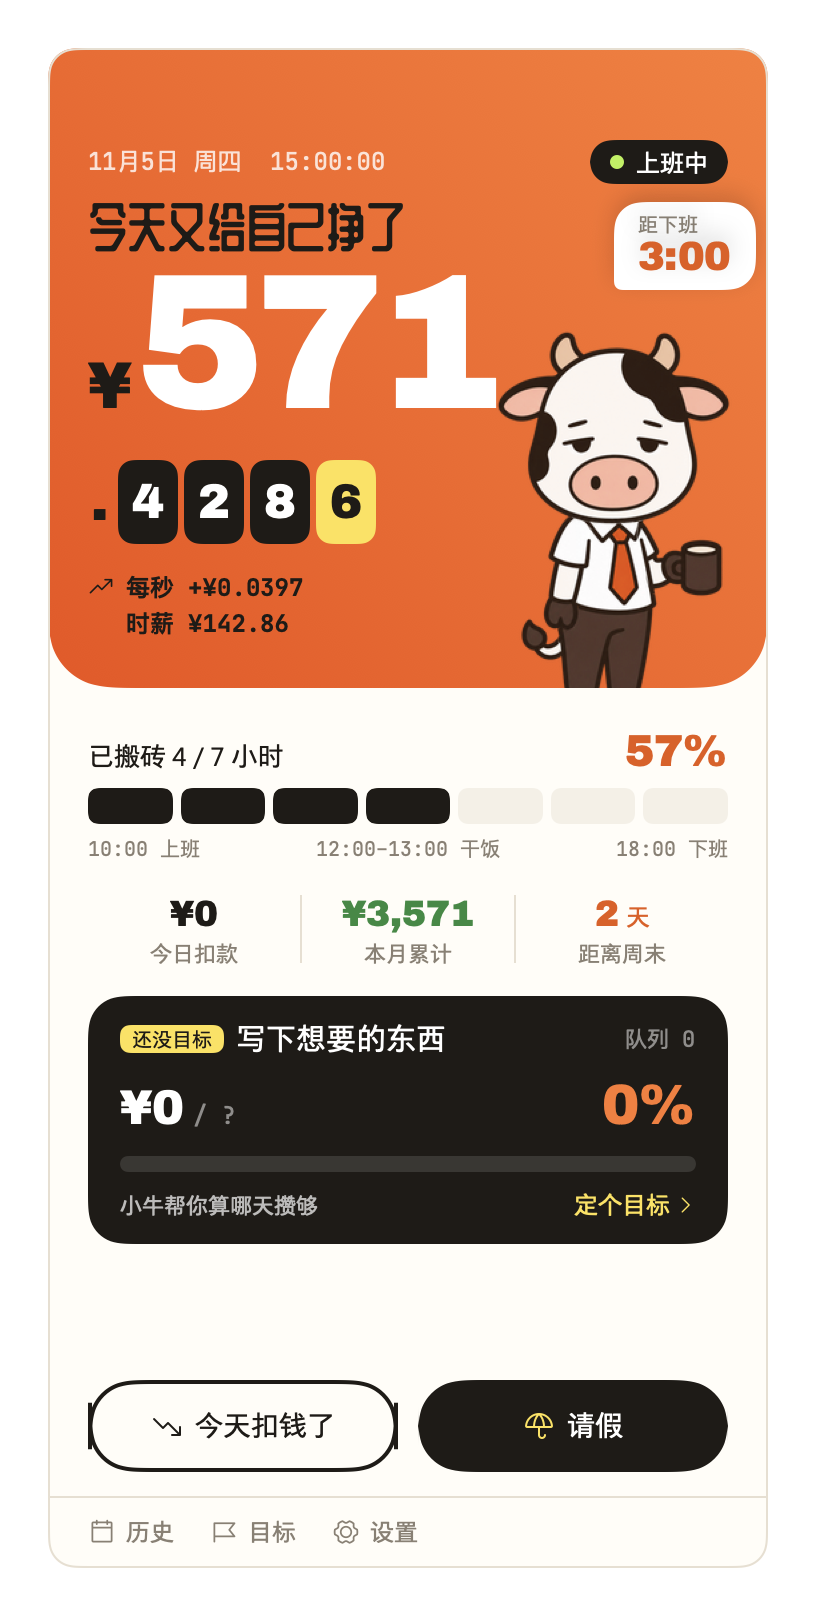 11月5日 周四 15:00:00
上班中
今天又给自己挣了
距下班
3:00
¥571
.4286
每秒 +¥0.0397
时薪 ¥142.86
已搬砖 4 / 7 小时
57%
10:00 上班 12:00–13:00 干饭 18:00 下班
¥0 ¥3,571 2 天
今日扣款 本月累计 距离周末
还没目标 写下想要的东西 队列 0
¥0 / ? 0%
小牛帮你算哪天攒够 定个目标
今天扣钱了 请假
历史 目标 设置